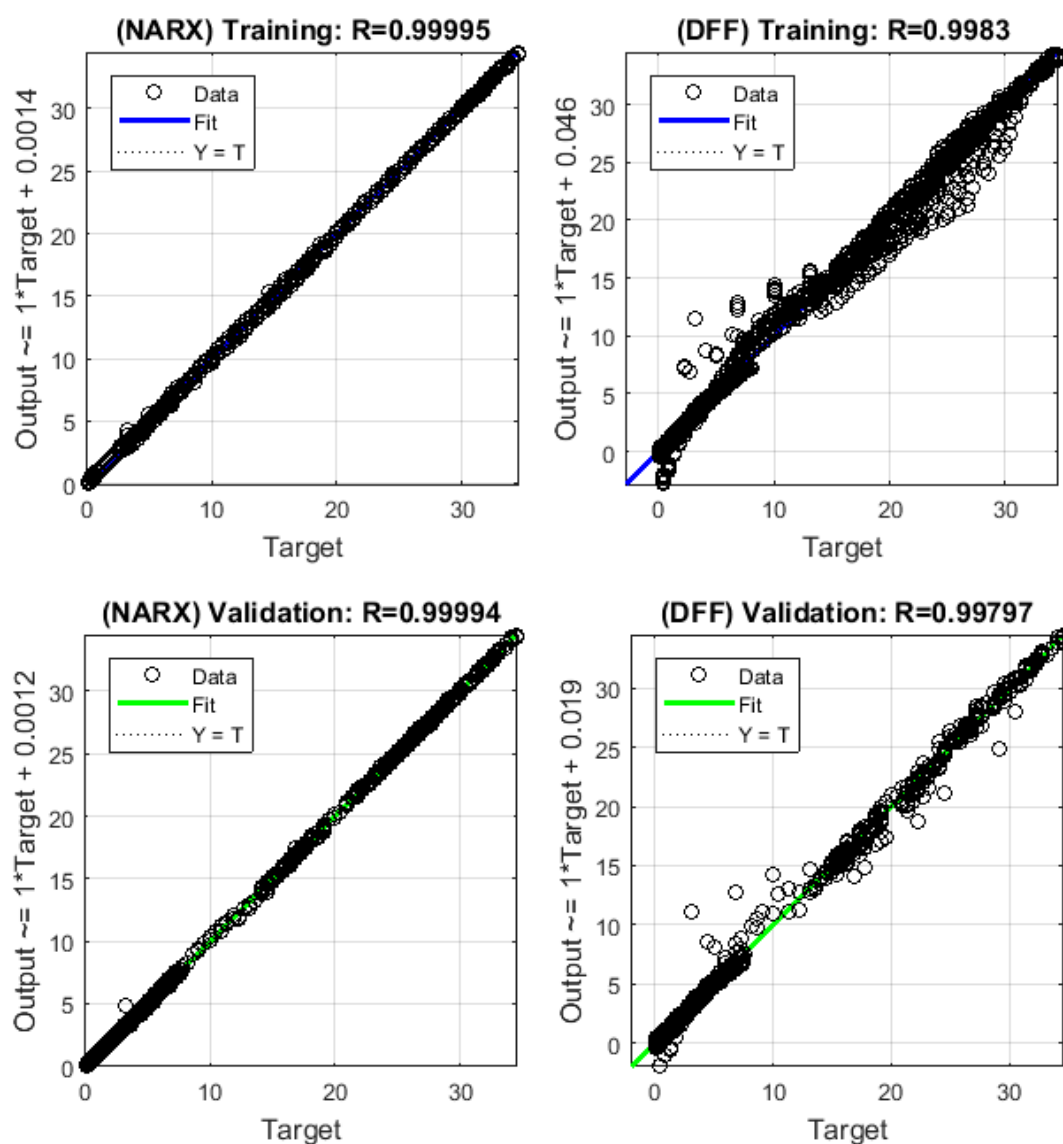 (NARX) Training: R=0.99995
Output ~= 1*Target + 0.0014
Data
Fit
Y = T
30
25
20
15
10
5
0
0 10 20 30
Target
(DFF) Training: R=0.9983
Output ~= 1*Target + 0.046
Data
Fit
Y = T
30
25
20
15
10
5
0
0 10 20 30
Target
(NARX) Validation: R=0.99994
Output ~= 1*Target + 0.0012
Data
Fit
Y = T
30
25
20
15
10
5
0
0 10 20 30
Target
(DFF) Validation: R=0.99797
Output ~= 1*Target + 0.019
Data
Fit
Y = T
30
25
20
15
10
5
0
0 10 20 30
Target